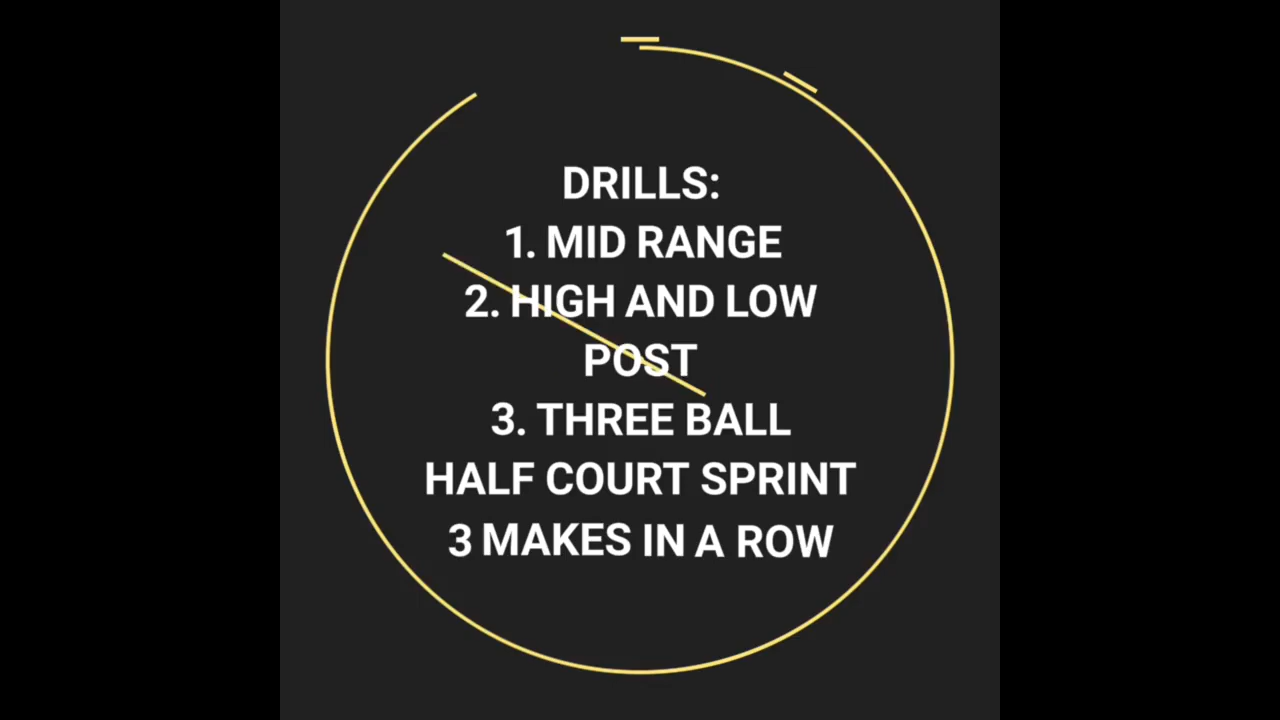 DRILLS:
1. MID RANGE
2. HIGH AND LOW
POST
3. THREE BALL
HALF COURT SPRINT
3 MAKES IN A ROW